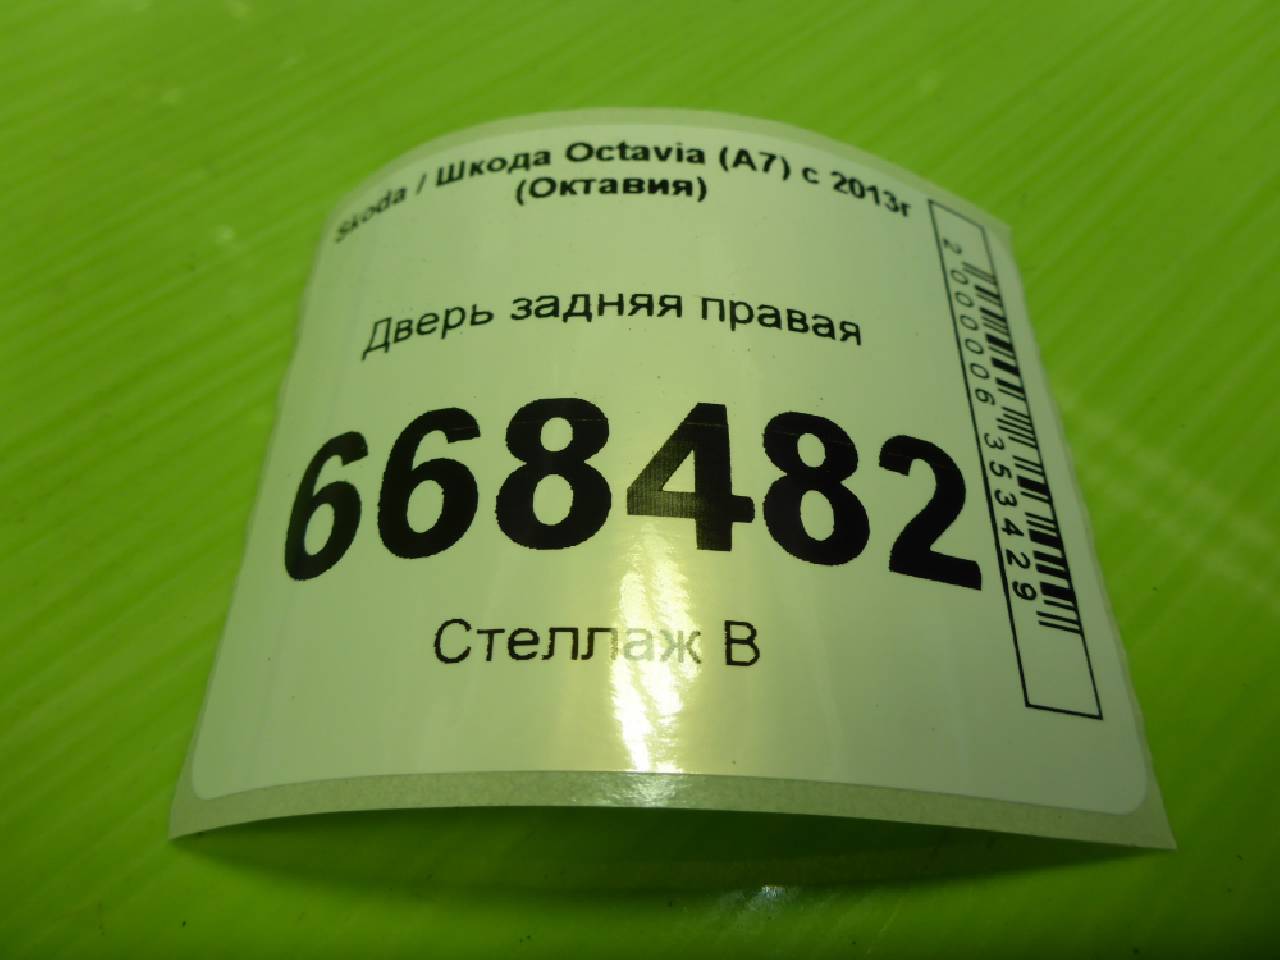 Skoda / Шкода Octavia (A7) с 2013г
(Октавия)
Дверь задняя правая
668482
Стеллаж В
2000006353429